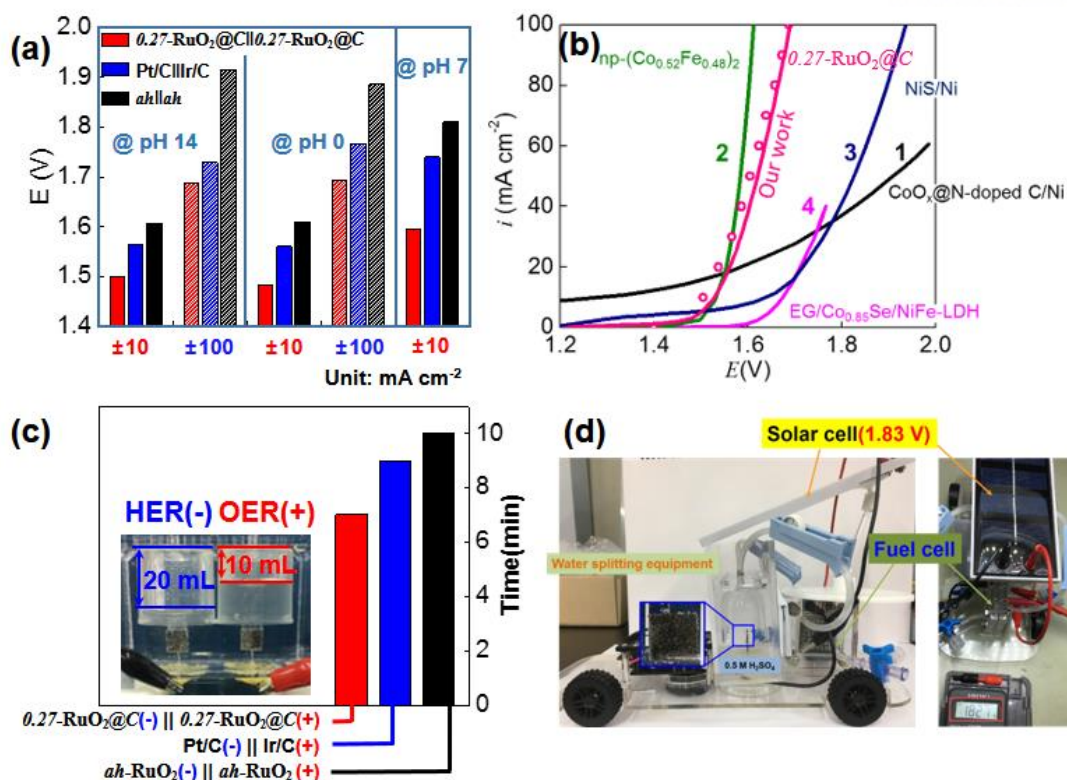 (a)
0.27-RuO₂@C||0.27-RuO₂@C
Pt/C||Ir/C
ah||ah
@ pH 14
@ pH 0
@ pH 7
E (V)
2.0
1.9
1.8
1.7
1.6
1.5
1.4
±10
±100
±10
±100
±10
Unit: mA cm⁻²
(b)
np-(Co₀.₅₂Fe₀.₄₈)₂
0.27-RuO₂@C
NiS/Ni
Our work
1
2
3
4
CoOₓ@N-doped C/Ni
EG/Co₀.₈₅Se/NiFe-LDH
i (mA cm⁻²)
100
80
60
40
20
0
1.2
1.4
1.6
1.8
2.0
E(V)
(c)
HER(-) OER(+)
20 mL
10 mL
10
8
6
4
2
0
Time(min)
0.27-RuO₂@C(-) || 0.27-RuO₂@C(+)
Pt/C(-) || Ir/C(+)
ah-RuO₂(-) || ah-RuO₂ (+)
(d)
Solar cell(1.83 V)
Water splitting equipment
Fuel cell
0.5 M H₂SO₄